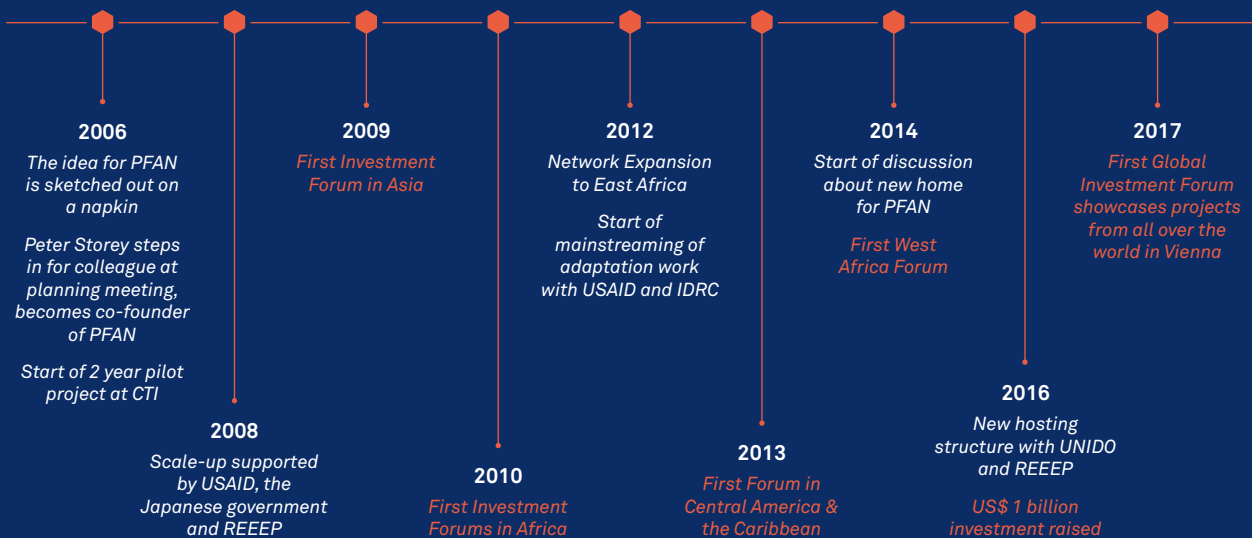 2006
The idea for PFAN
is sketched out on
a napkin
Peter Storey steps
in for colleague at
planning meeting,
becomes co-founder
of PFAN
Start of 2 year pilot
project at CTI
2008
Scale-up supported
by USAID, the
Japanese government
and REEEP
2009
First Investment
Forum in Asia
2010
First Investment
Forums in Africa
2012
Network Expansion
to East Africa
Start of
mainstreaming of
adaptation work
with USAID and IDRC
2013
First Forum in
Central America &
the Caribbean
2014
Start of discussion
about new home
for PFAN
First West
Africa Forum
2016
New hosting
structure with UNIDO
and REEEP
US$ 1 billion
investment raised
2017
First Global
Investment Forum
showcases projects
from all over the
world in Vienna